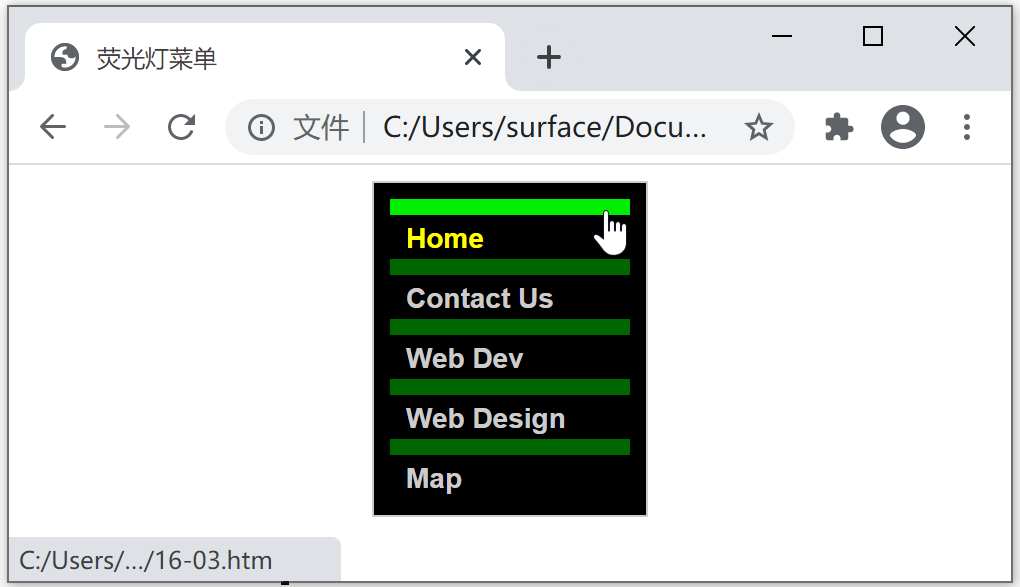 荧光灯菜单
文件 C:/Users/surface/Docu...
Home
Contact Us
Web Dev
Web Design
Map
C:/Users/.../16-03.htm